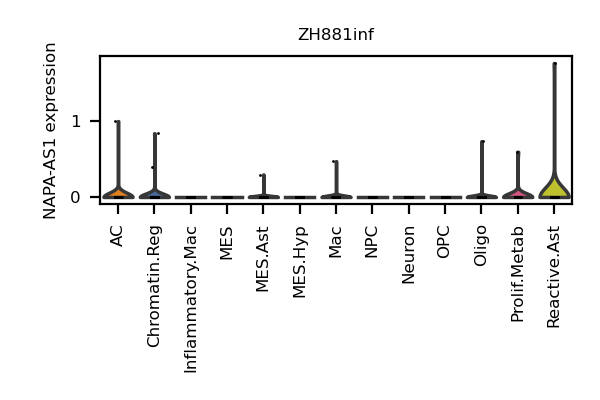 ZH881inf
NAPA-AS1 expression
1
0
AC
Chromatin.Reg
Inflammatory.Mac
MES
MES.Ast
MES.Hyp
Mac
NPC
Neuron
OPC
Oligo
Prolif.Metab
Reactive.Ast